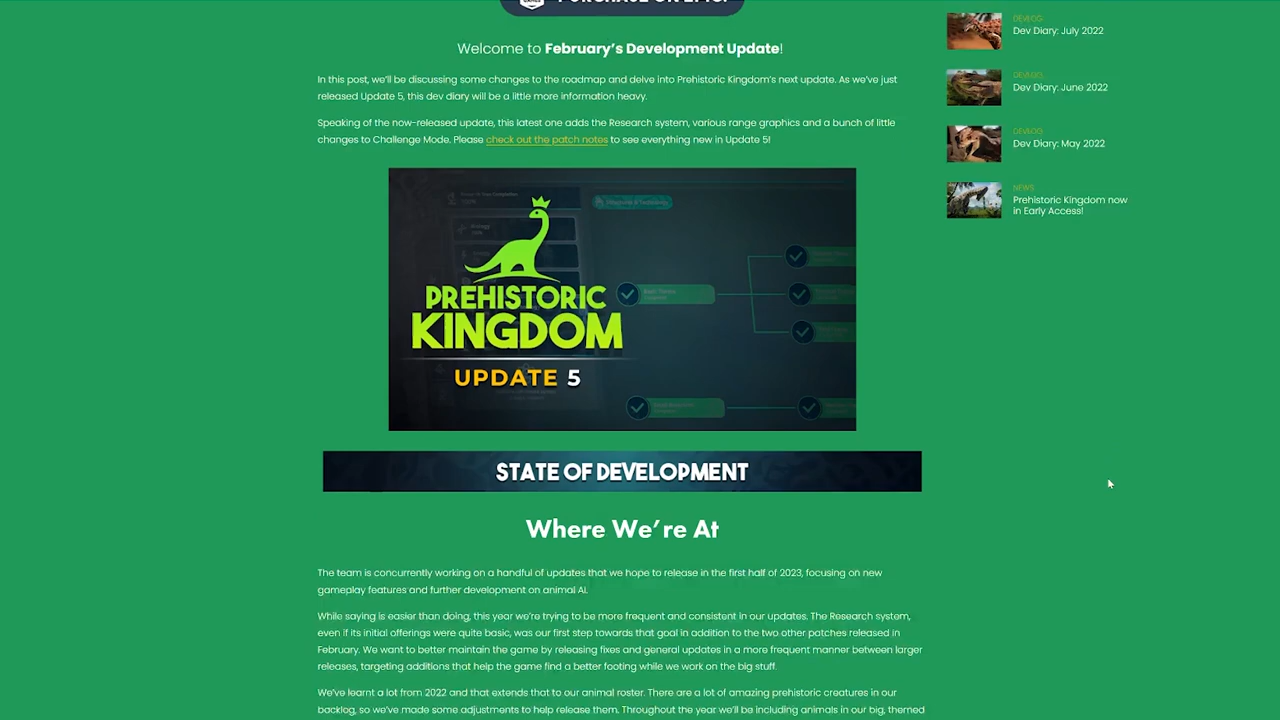 PURCHASE ON EPIC!
Welcome to February's Development Update!
In this post, we'll be discussing some changes to the roadmap and delve into Prehistoric Kingdom's next update. As we've just
released Update 5, this dev diary will be a little more information heavy.
Speaking of the now-released update, this latest one adds the Research system, various range graphics and a bunch of little
changes to Challenge Mode. Please check out the patch notes to see everything new in Update 5!
PREHISTORIC
KINGDOM
UPDATE 5
STATE OF DEVELOPMENT
Where We're At
The team is concurrently working on a handful of updates that we hope to release in the first half of 2023, focusing on new
gameplay features and further development on animal AI.
While saying is easier than doing, this year we're trying to be more frequent and consistent in our updates. The Research system,
even if its initial offerings were quite basic, was our first step towards that goal in addition to the two other patches released in
February. We want to better maintain the game by releasing fixes and general updates in a more frequent manner between larger
releases, targeting additions that help the game find a better footing while we work on the big stuff.
We've learnt a lot from 2022 and that extends that to our animal roster. There are a lot of amazing prehistoric creatures in our
backlog, so we've made some adjustments to help release them. Throughout the year we'll be including animals in our big, themed
DEVLOG
Dev Diary: July 2022
DEVLOG
Dev Diary: June 2022
DEVLOG
Dev Diary: May 2022
NEWS
Prehistoric Kingdom now
in Early Access!